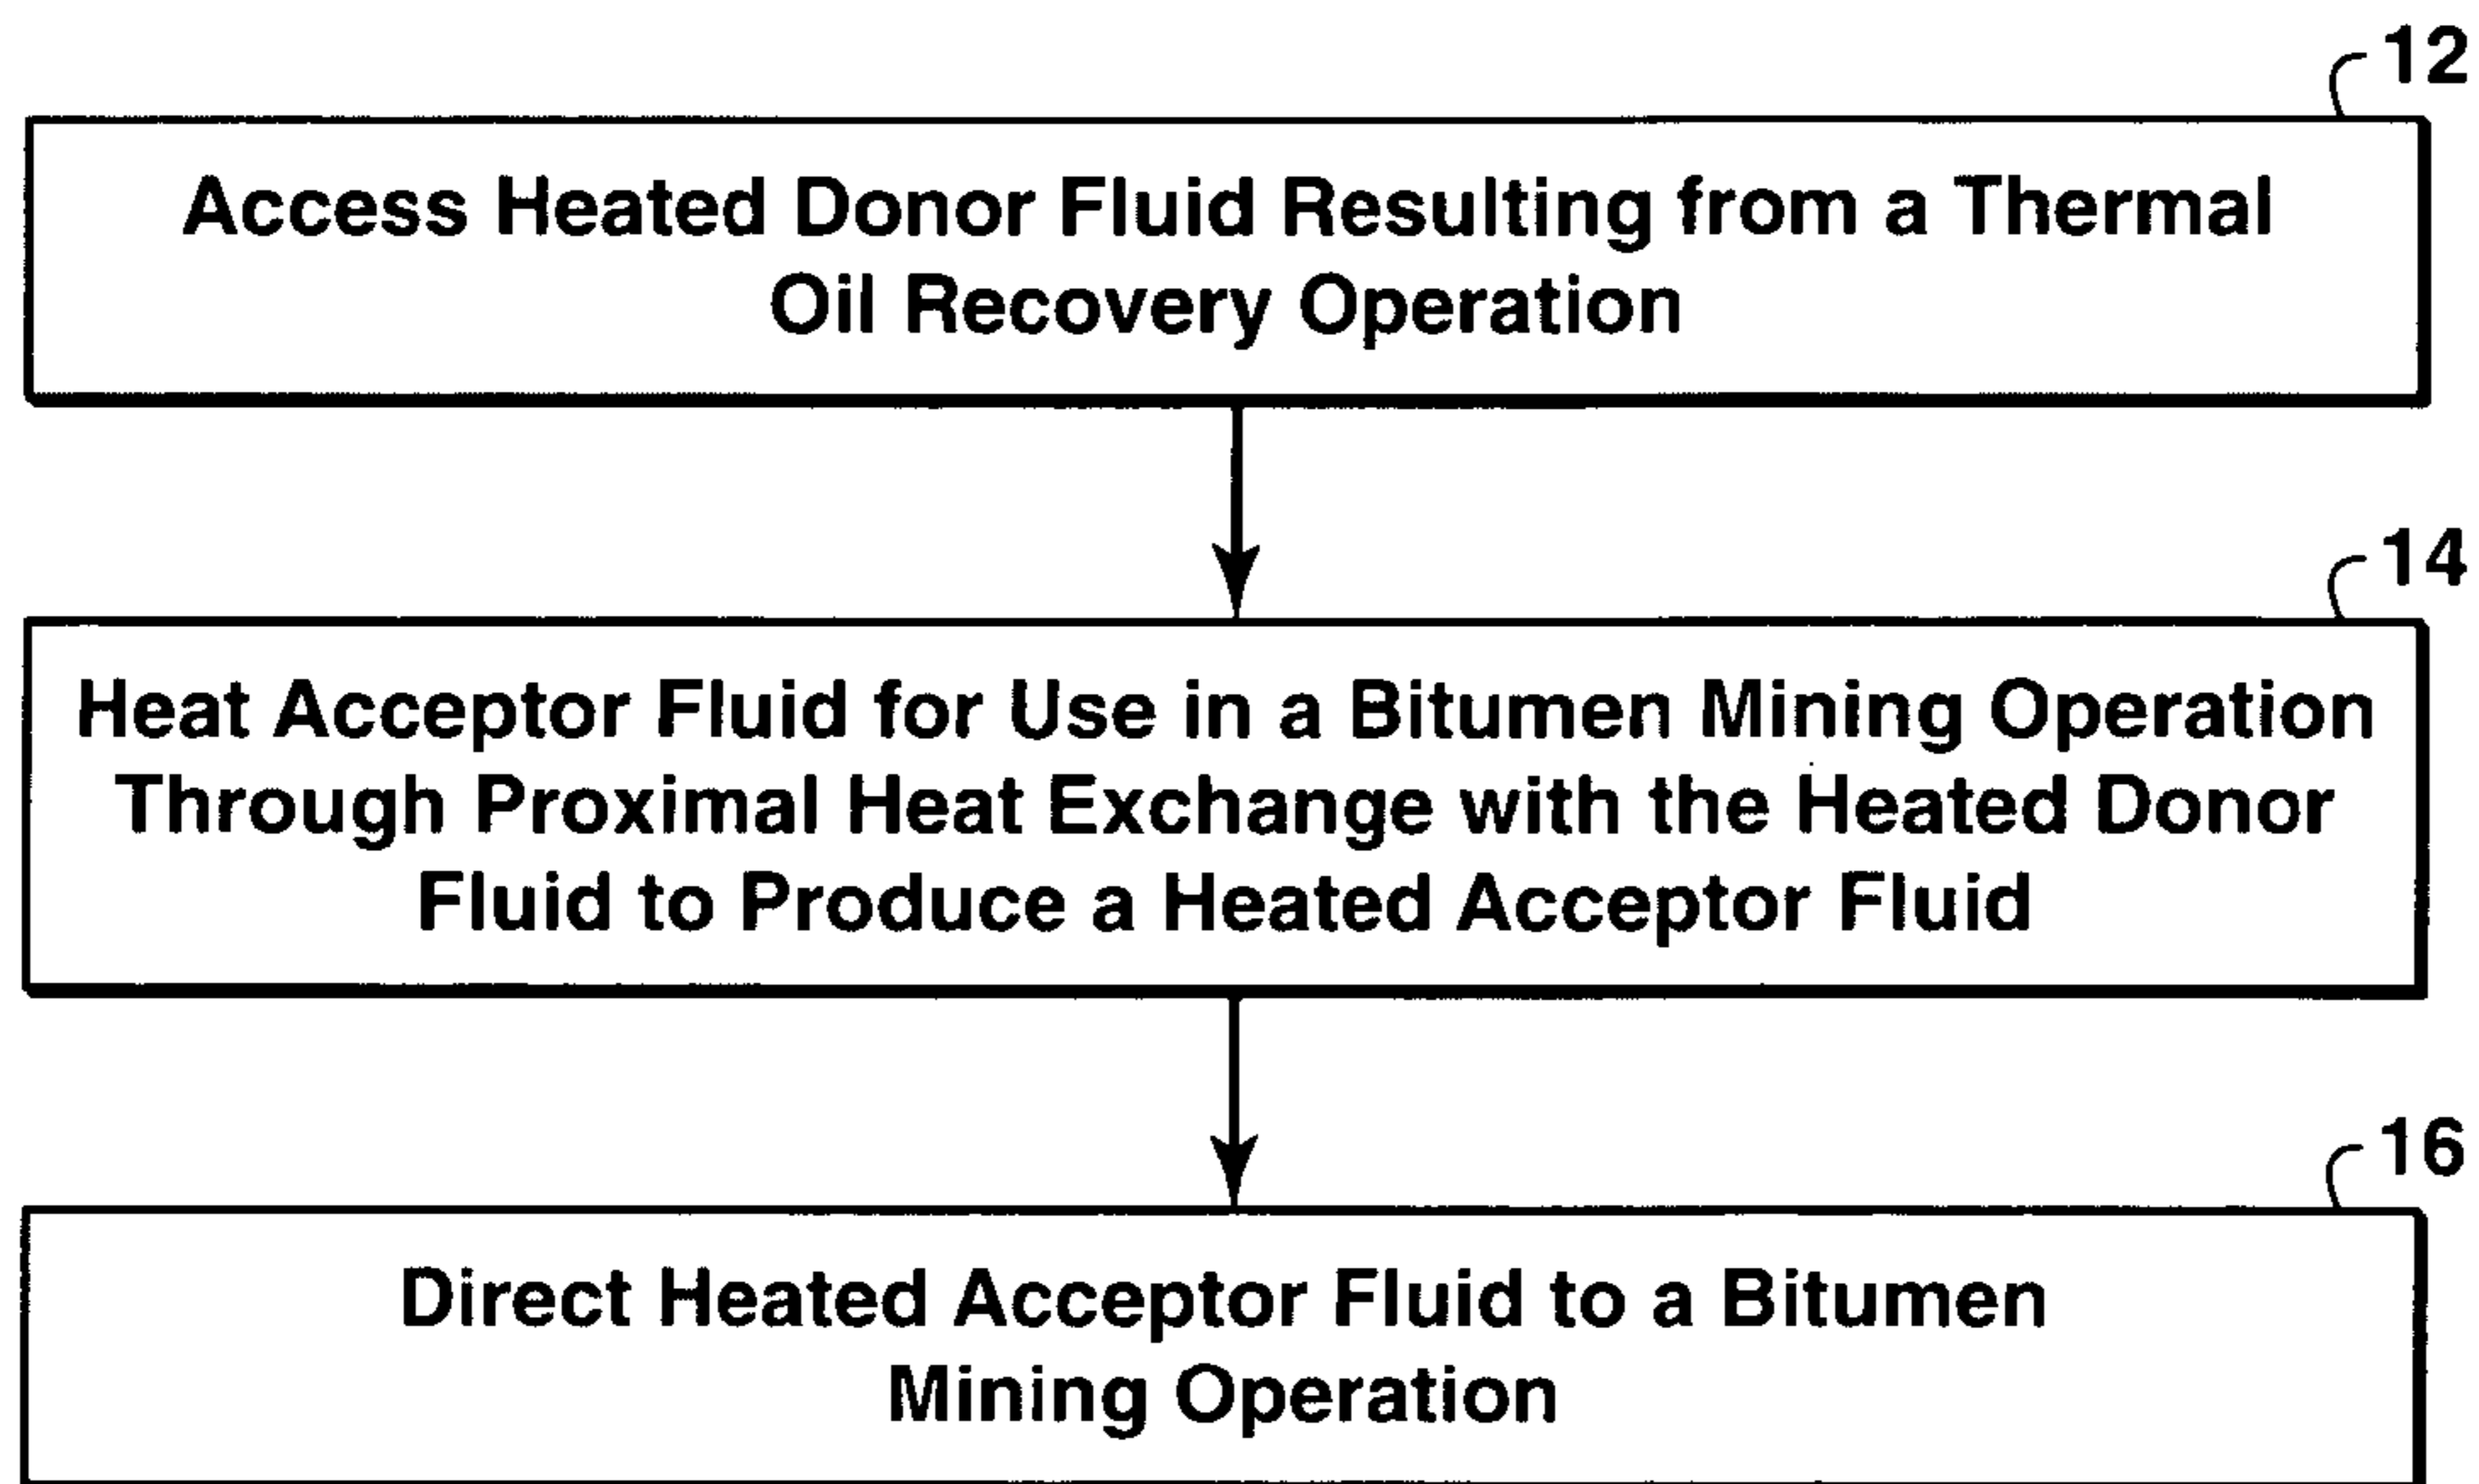 12
Access Heated Donor Fluid Resulting from a Thermal
Oil Recovery Operation
14
Heat Acceptor Fluid for Use in a Bitumen Mining Operation
Through Proximal Heat Exchange with the Heated Donor
Fluid to Produce a Heated Acceptor Fluid
16
Direct Heated Acceptor Fluid to a Bitumen
Mining Operation